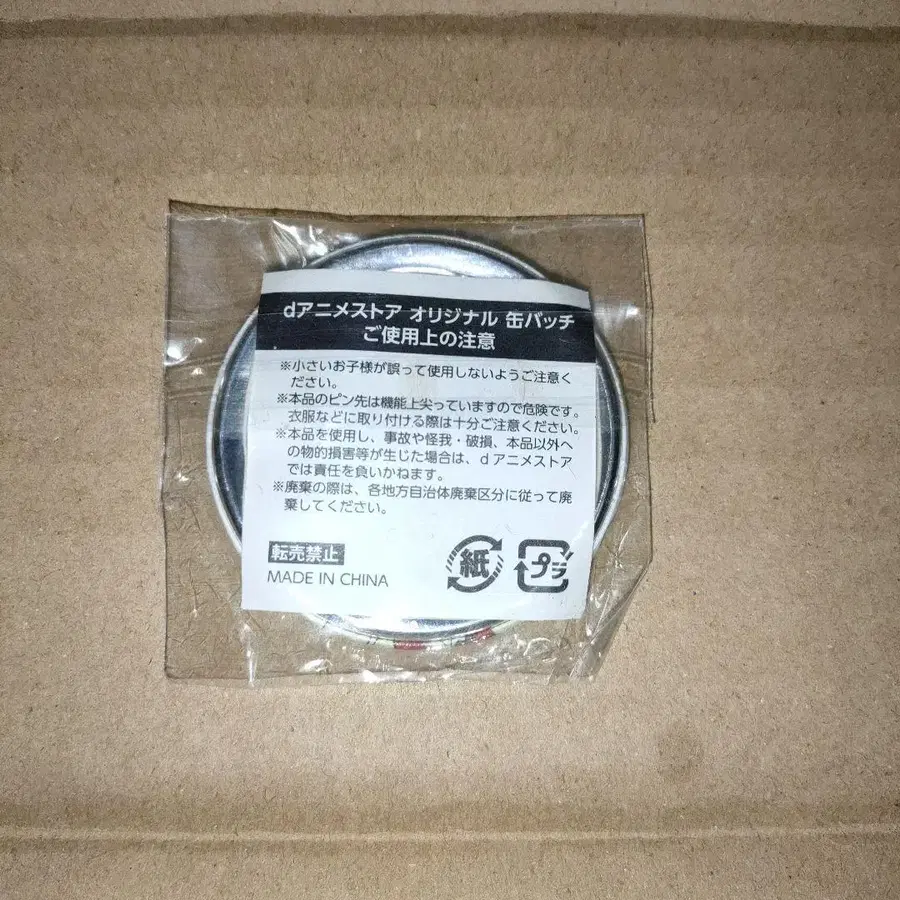 dアニメストア オリジナル 缶バッチ
ご使用上の注意
※小さいお子様が誤って使用しないようご注意く
ださい。
※本品のピン先は機能上尖っていますので危険です。
衣服などに取り付ける際は十分ご注意ください。
※本品を使用し、事故や怪我・破損、本品以外へ
の物的損害等が生じた場合は、dアニメストア
では責任を負いかねます。
※廃棄の際は、各地方自治体廃棄区分に従って廃
棄してください。
転売禁止
MADE IN CHINA
紙
プラ